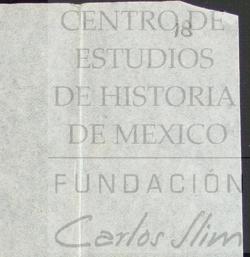 CENTRO DE
18
ESTUDIOS
DE HISTORIA
DE MEXICO
FUNDACIÓN
Carlos Slim